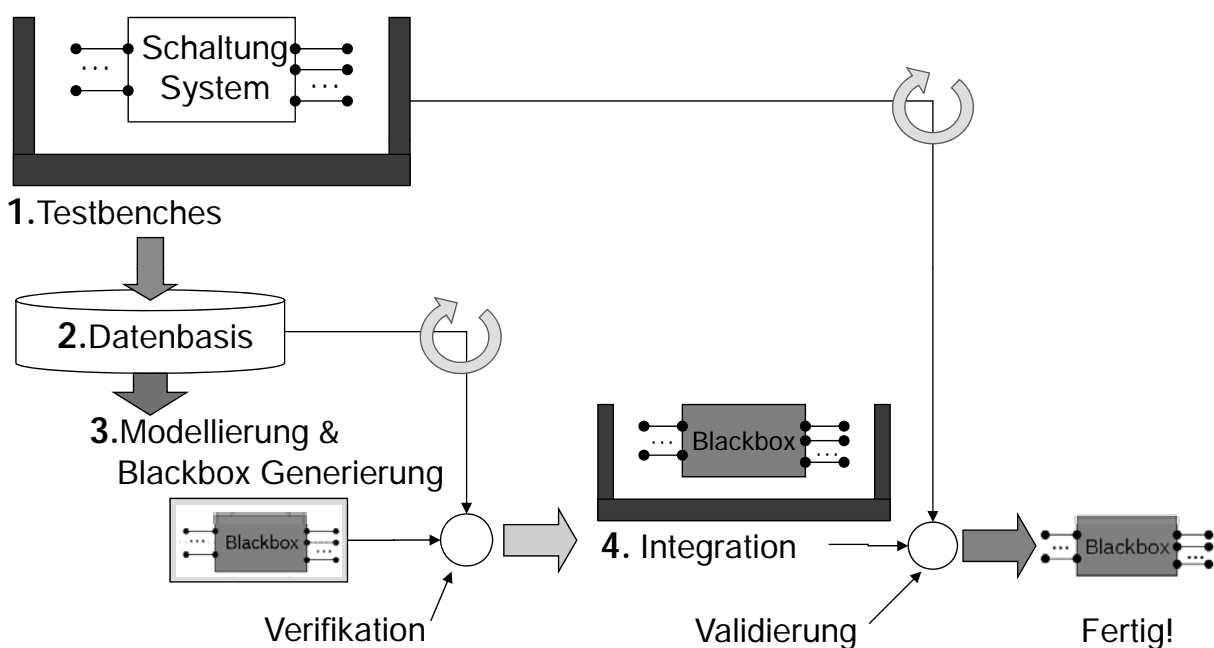 Schaltung
System
...
...
1.Testbenches
2.Datenbasis
3.Modellierung &
Blackbox Generierung
Blackbox
...
...
Blackbox
...
...
4. Integration
Blackbox
...
...
Verifikation
Validierung
Fertig!